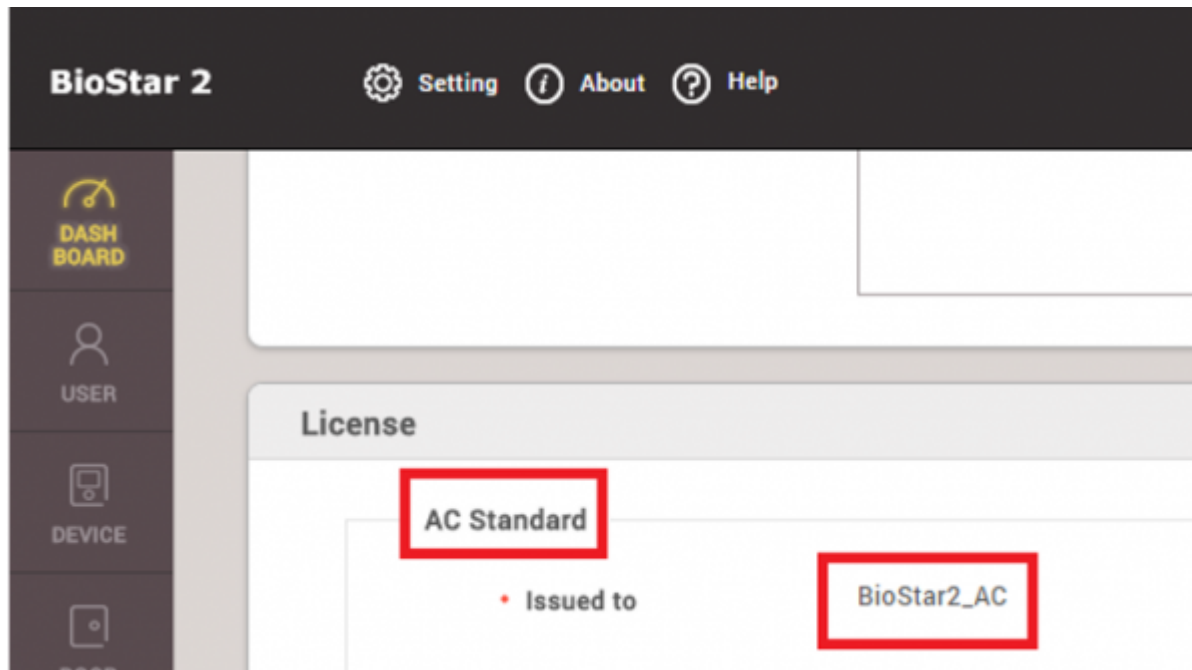 BioStar 2
Setting
About
Help
DASH
BOARD
USER
DEVICE
License
AC Standard
Issued to
BioStar2_AC